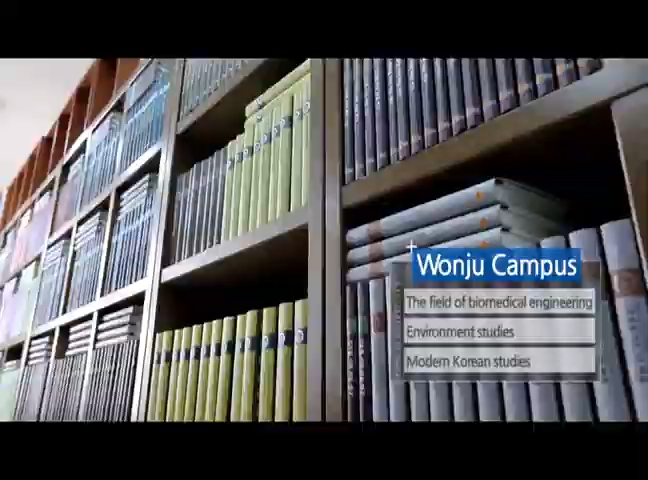 Wonju Campus
The field of biomedical engineering
Environment studies
Modern Korean studies